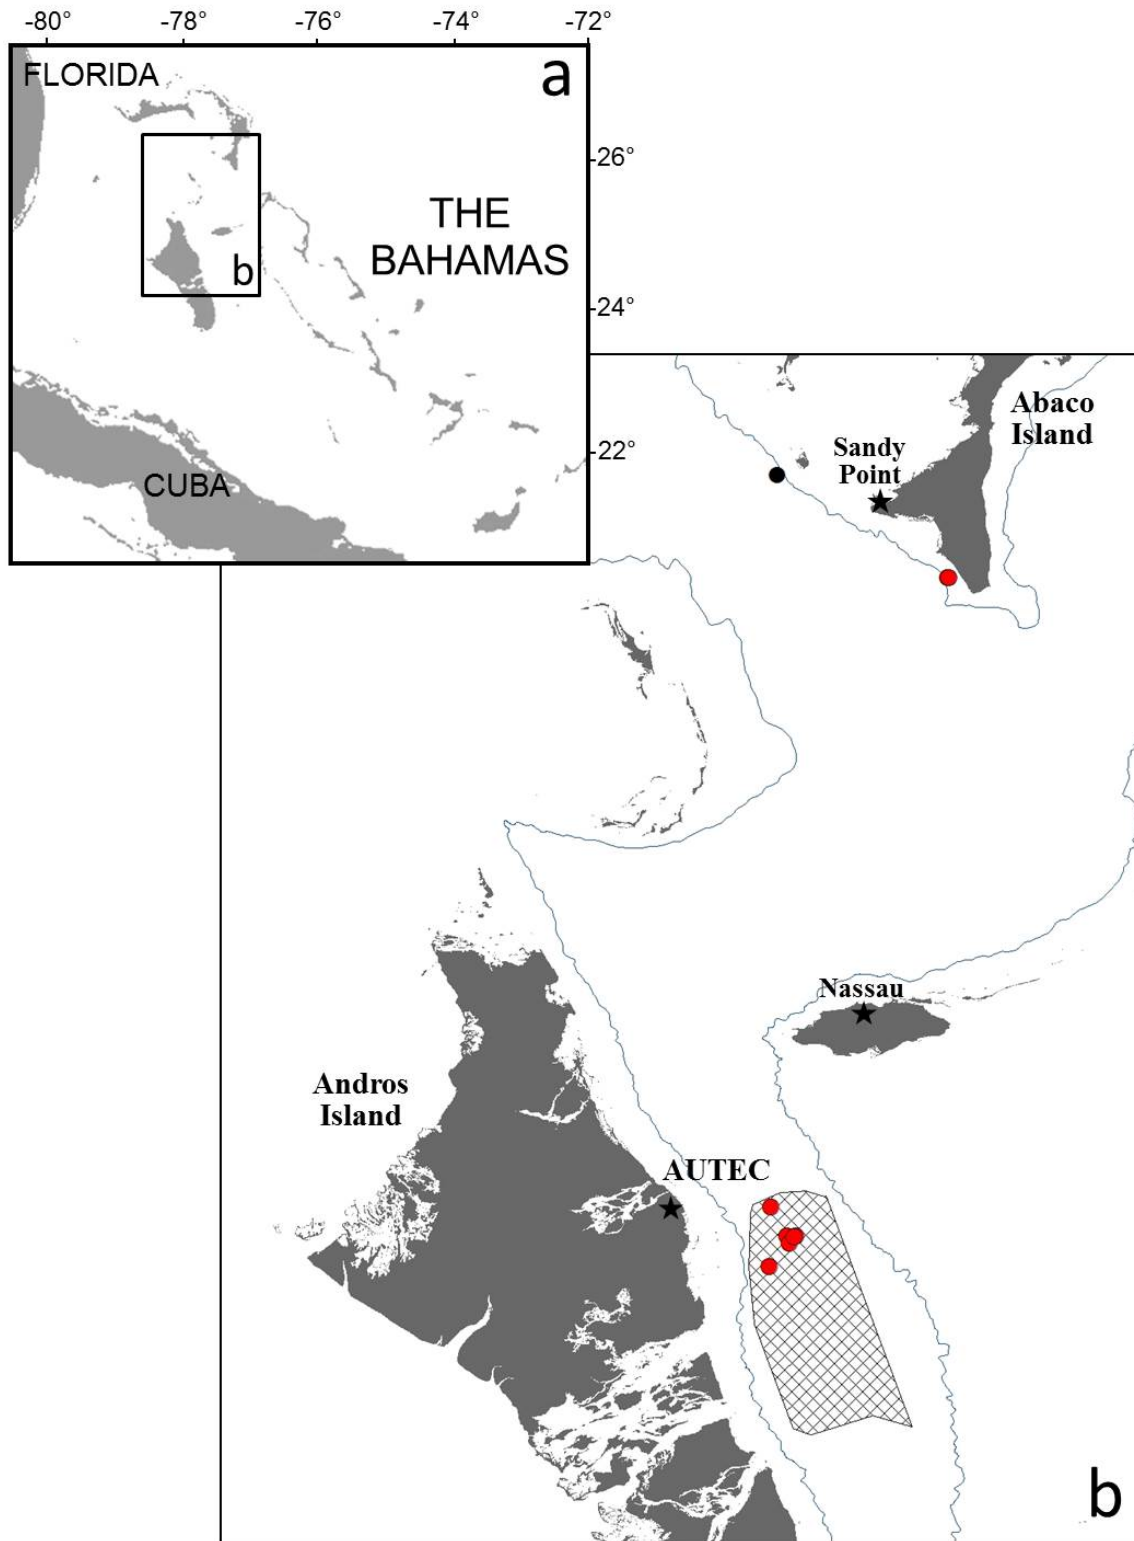 -80° -78° -76° -74° -72°
FLORIDA
a
-26°
THE
BAHAMAS
b
-24°
-22°
CUBA
Abaco
Island
Sandy
Point
Nassau
Andros
Island
AUTEC
b